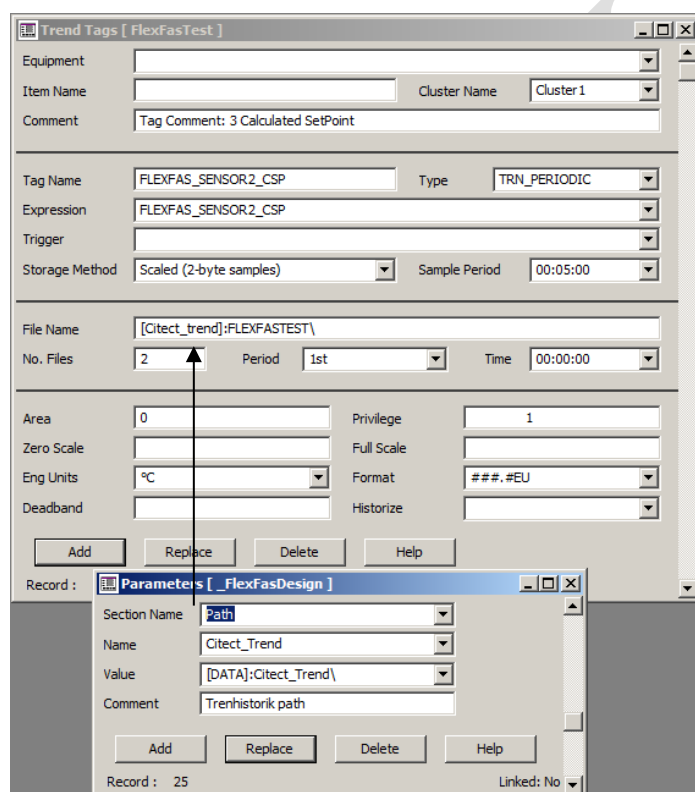 Trend Tags [ FlexFasTest ]
Equipment
Item Name Cluster Name Cluster1
Comment Tag Comment: 3 Calculated SetPoint
Tag Name FLEXFAS_SENSOR2_CSP Type TRN_PERIODIC
Expression FLEXFAS_SENSOR2_CSP
Trigger
Storage Method Scaled (2-byte samples) Sample Period 00:05:00
File Name [Citect_trend]:FLEXFASTEST\
No. Files 2 Period 1st Time 00:00:00
Area 0 Privilege 1
Zero Scale Full Scale
Eng Units °C Format ###.#EU
Deadband Historize
Add Replace Delete Help
Record :
Parameters [ _FlexFasDesign ]
Section Name Path
Name Citect_Trend
Value [DATA]:Citect_Trend\
Comment Trenhistorik path
Add Replace Delete Help
Record : 25 Linked: No